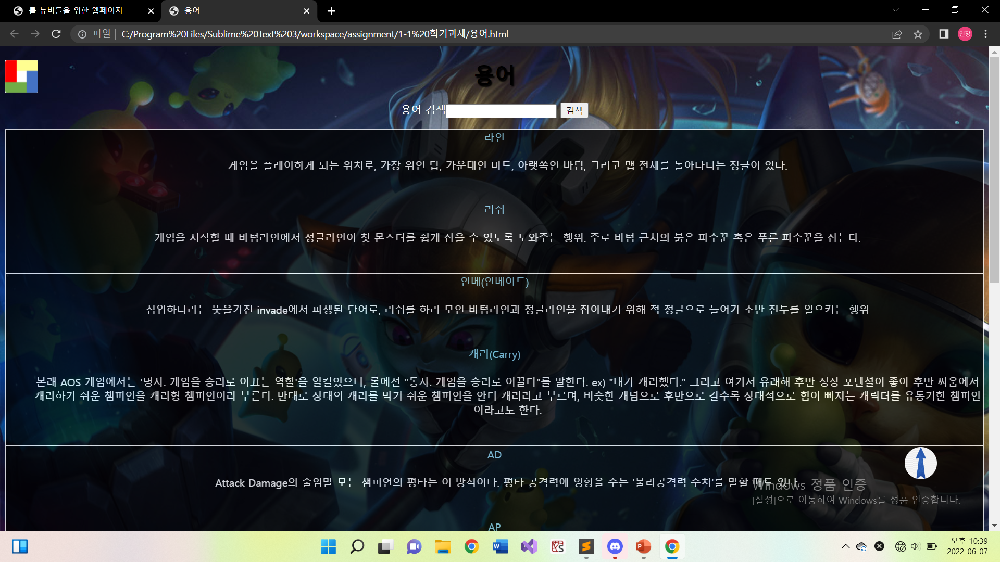 롤 뉴비들을 위한 웹페이지
용어
파일 | C:/Program%20Files/Sublime%20Text%203/workspace/assignment/1-1%20학기과제/용어.html
민장
용어
용어 검색 검색
라인
게임을 플레이하게 되는 위치로, 가장 위인 탑, 가운데인 미드, 아랫쪽인 바텀, 그리고 맵 전체를 돌아다니는 정글이 있다.
리쉬
게임을 시작할 때 바텀라인에서 정글라인이 첫 몬스터를 쉽게 잡을 수 있도록 도와주는 행위. 주로 바텀 근처의 붉은 파수꾼 혹은 푸른 파수꾼을 잡는다.
인베(인베이드)
침입하다라는 뜻을가진 invade에서 파생된 단어로, 리쉬를 하러 모인 바텀라인과 정글라인을 잡아내기 위해 적 정글으로 들어가 초반 전투를 일으키는 행위
캐리(Carry)
본래 AOS 게임에서는 '명사. 게임을 승리로 이끄는 역할'을 일컬었으나, 롤에선 "동사. 게임을 승리로 이끌다"를 말한다. ex) "내가 캐리했다." 그리고 여기서 유래해 후반 성장 포텐셜이 좋아 후반 싸움에서
캐리하기 쉬운 챔피언을 캐리형 챔피언이라 부른다. 반대로 상대의 캐리를 막기 쉬운 챔피언을 안티 캐리라고 부르며, 비슷한 개념으로 후반으로 갈수록 상대적으로 힘이 빠지는 캐릭터를 유통기한 챔피언
이라고도 한다.
AD
Attack Damage의 줄임말 모든 챔피언의 평타는 이 방식이다. 평타 공격력에 영향을 주는 '물리공격력 수치'를 말할 때도 있다.
Windows 정품 인증
[설정]으로 이동하여 Windows를 정품 인증합니다.
AP
오후 10:39
2022-06-07